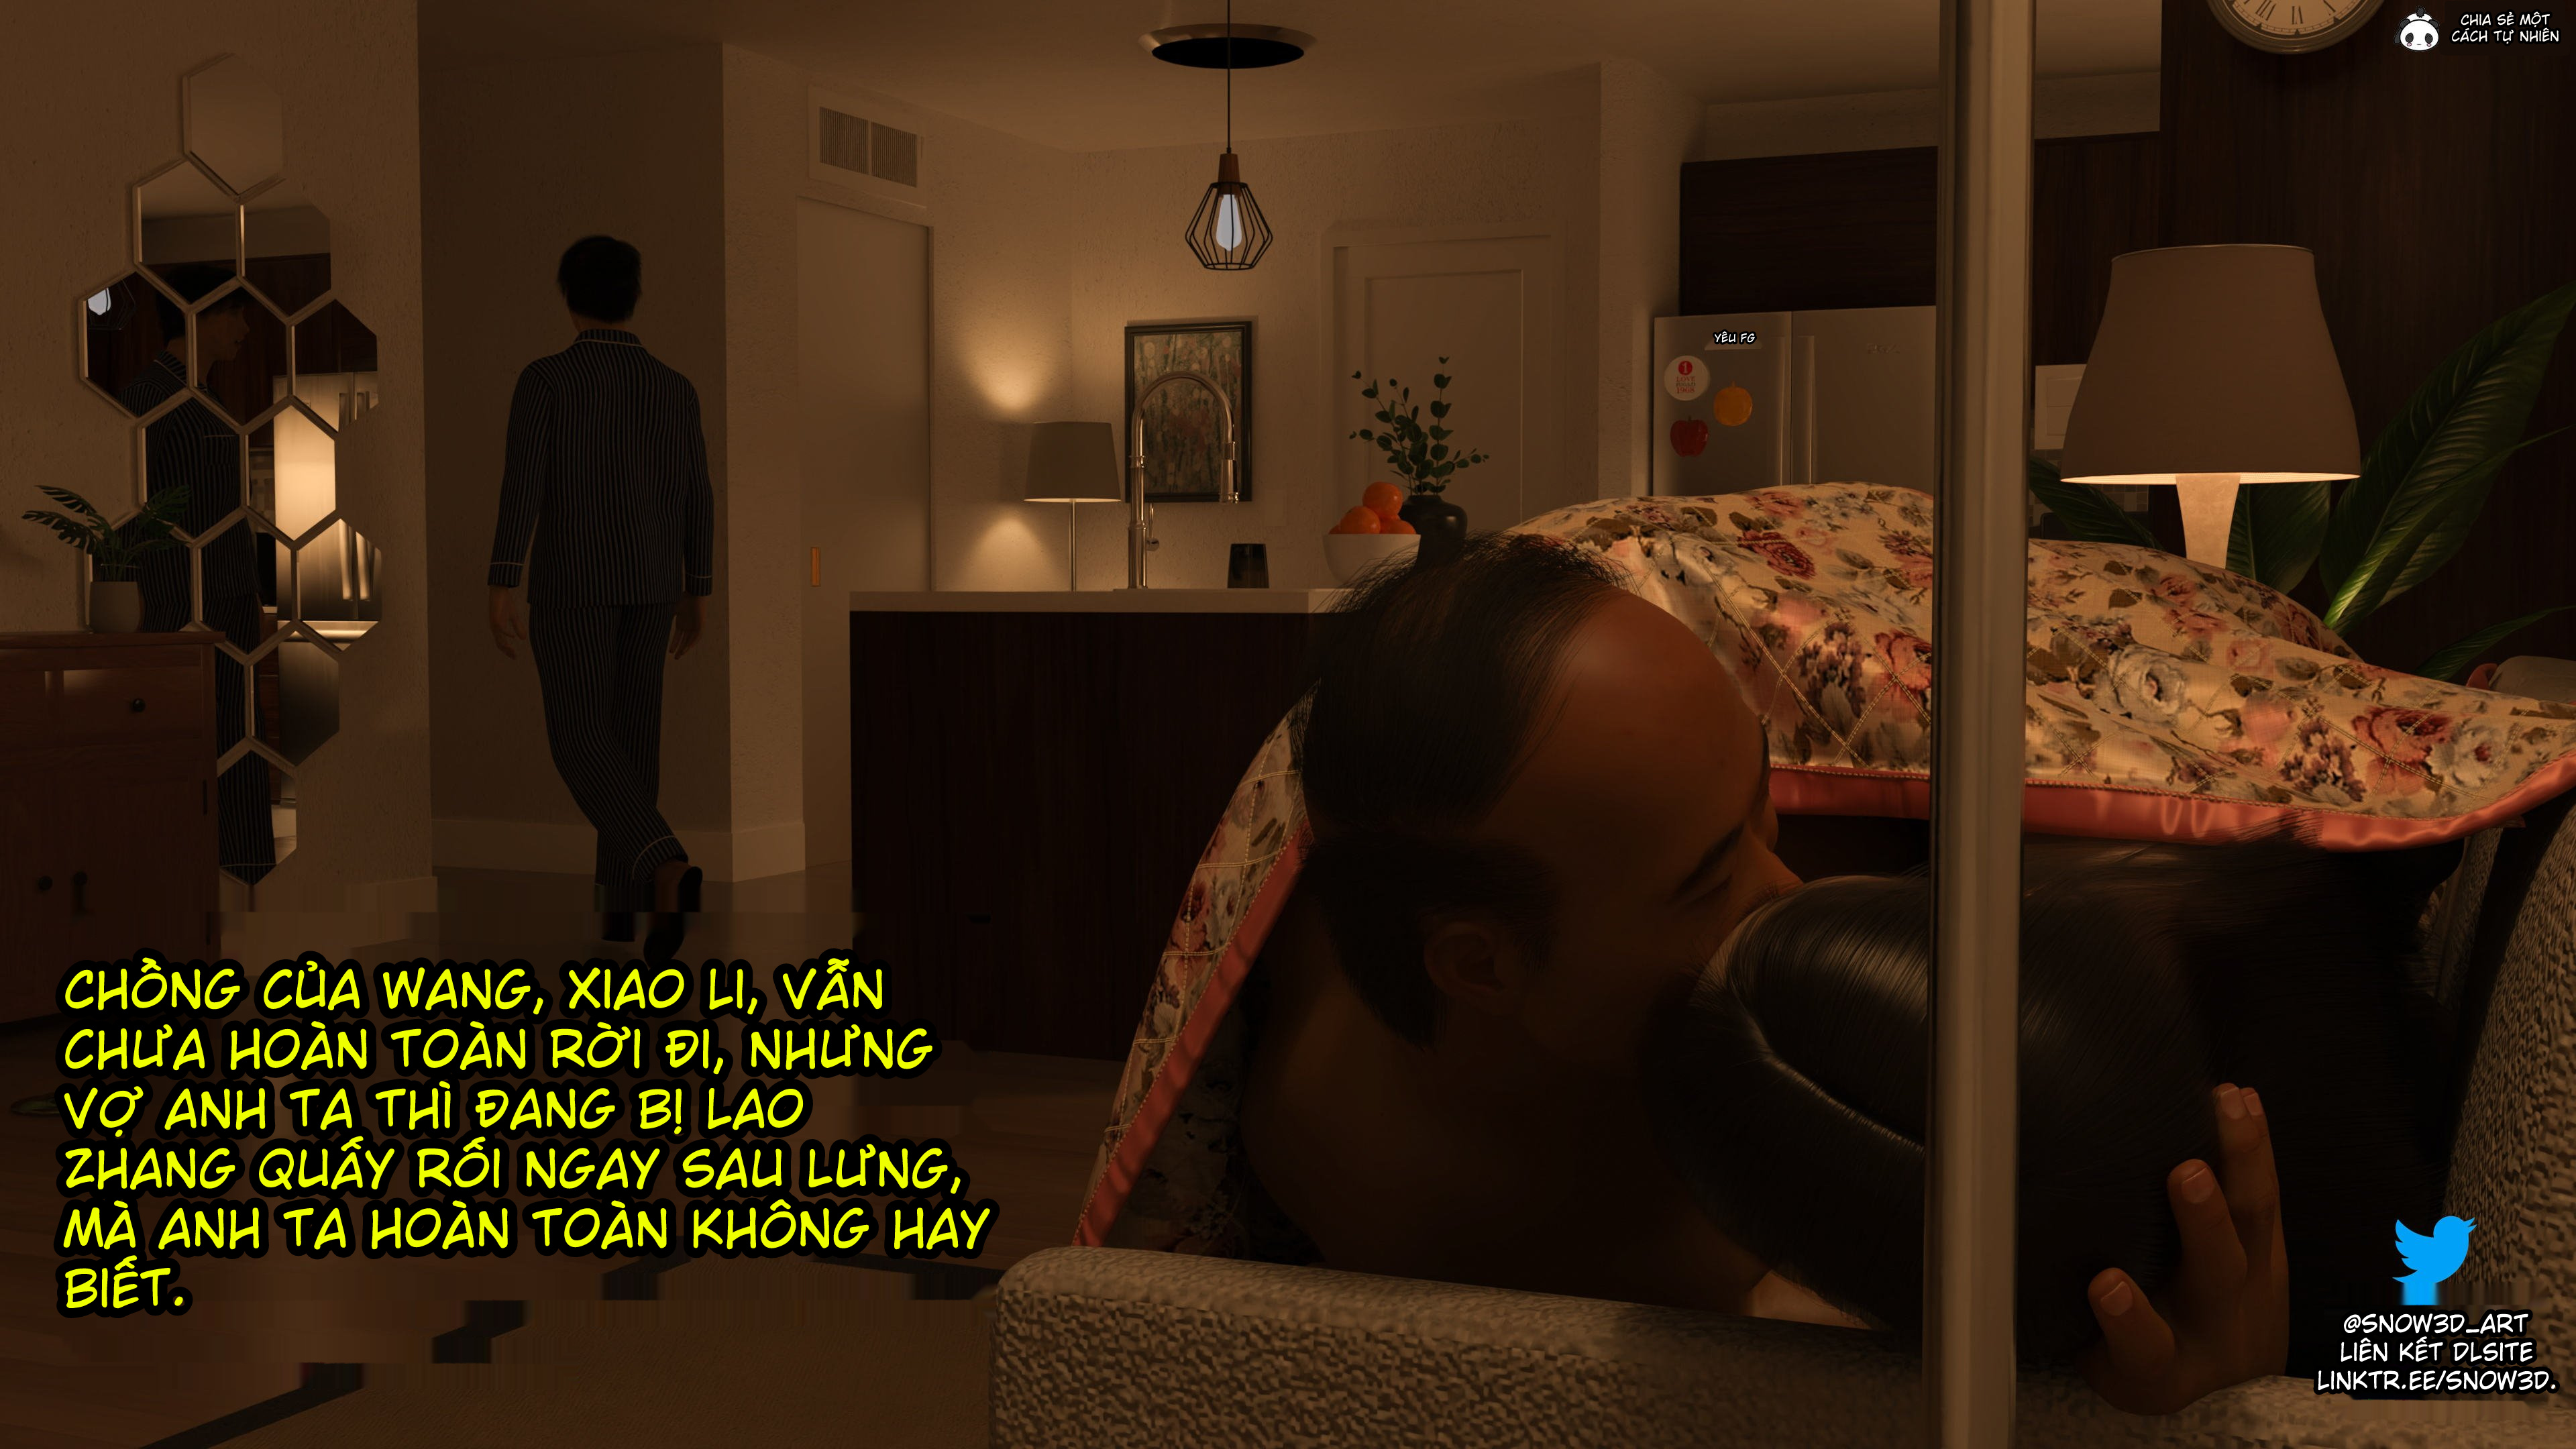 CHIA SẺ MỘT
CÁCH TỰ NHIÊN
YÊU FG
CHỒNG CỦA WANG, XIAO LI, VẪN
CHƯA HOÀN TOÀN RỜI ĐI, NHƯNG
VỢ ANH TA THÌ ĐANG BỊ LAO
ZHANG QUẤY RỐI NGAY SAU LƯNG,
MÀ ANH TA HOÀN TOÀN KHÔNG HAY
BIẾT.
@SNOW3D_ART
LIÊN KẾT DLSITE
LINKTR.EE/SNOW3D.